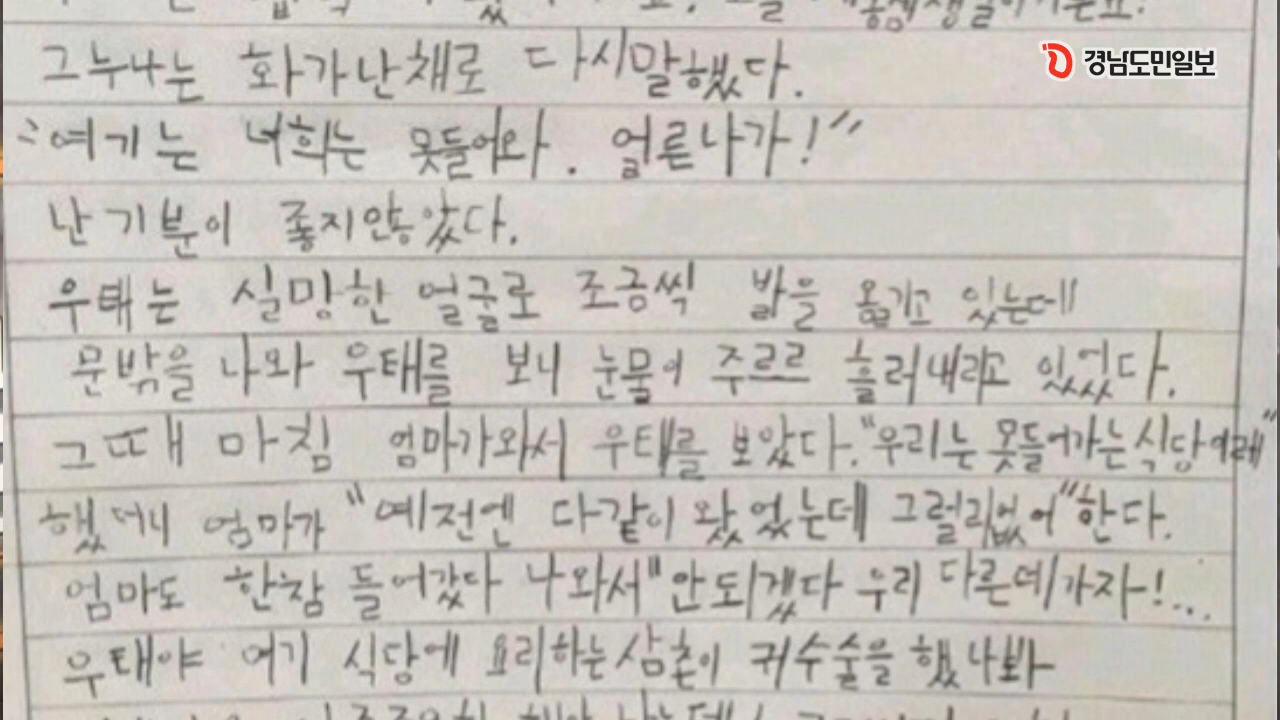 그누나는 화가난채로 다시말했다.
경남도민일보
"여기는 너희는 못들어와. 얼른나가!"
난기분이 좋지안농았다.
우태는 실망한 얼굴로 조금씩 밝을 옮기고 있는데
문밖을 나와 우태를 보니 눈물이 주르르 흘러내리고 있었다.
그때 마침 엄마가와서 우태를 보았다. "우리는 못들어가는식당이래"
했더니 엄마가 "예전엔 다같이 왔었는데 그럴리없어"한다.
엄마도 한참 들어갔다 나와서 "안되겠다 우리 다른데가자-!...
우태야 여기 식당에 요리하는삼촌이 귀수술을했나봐